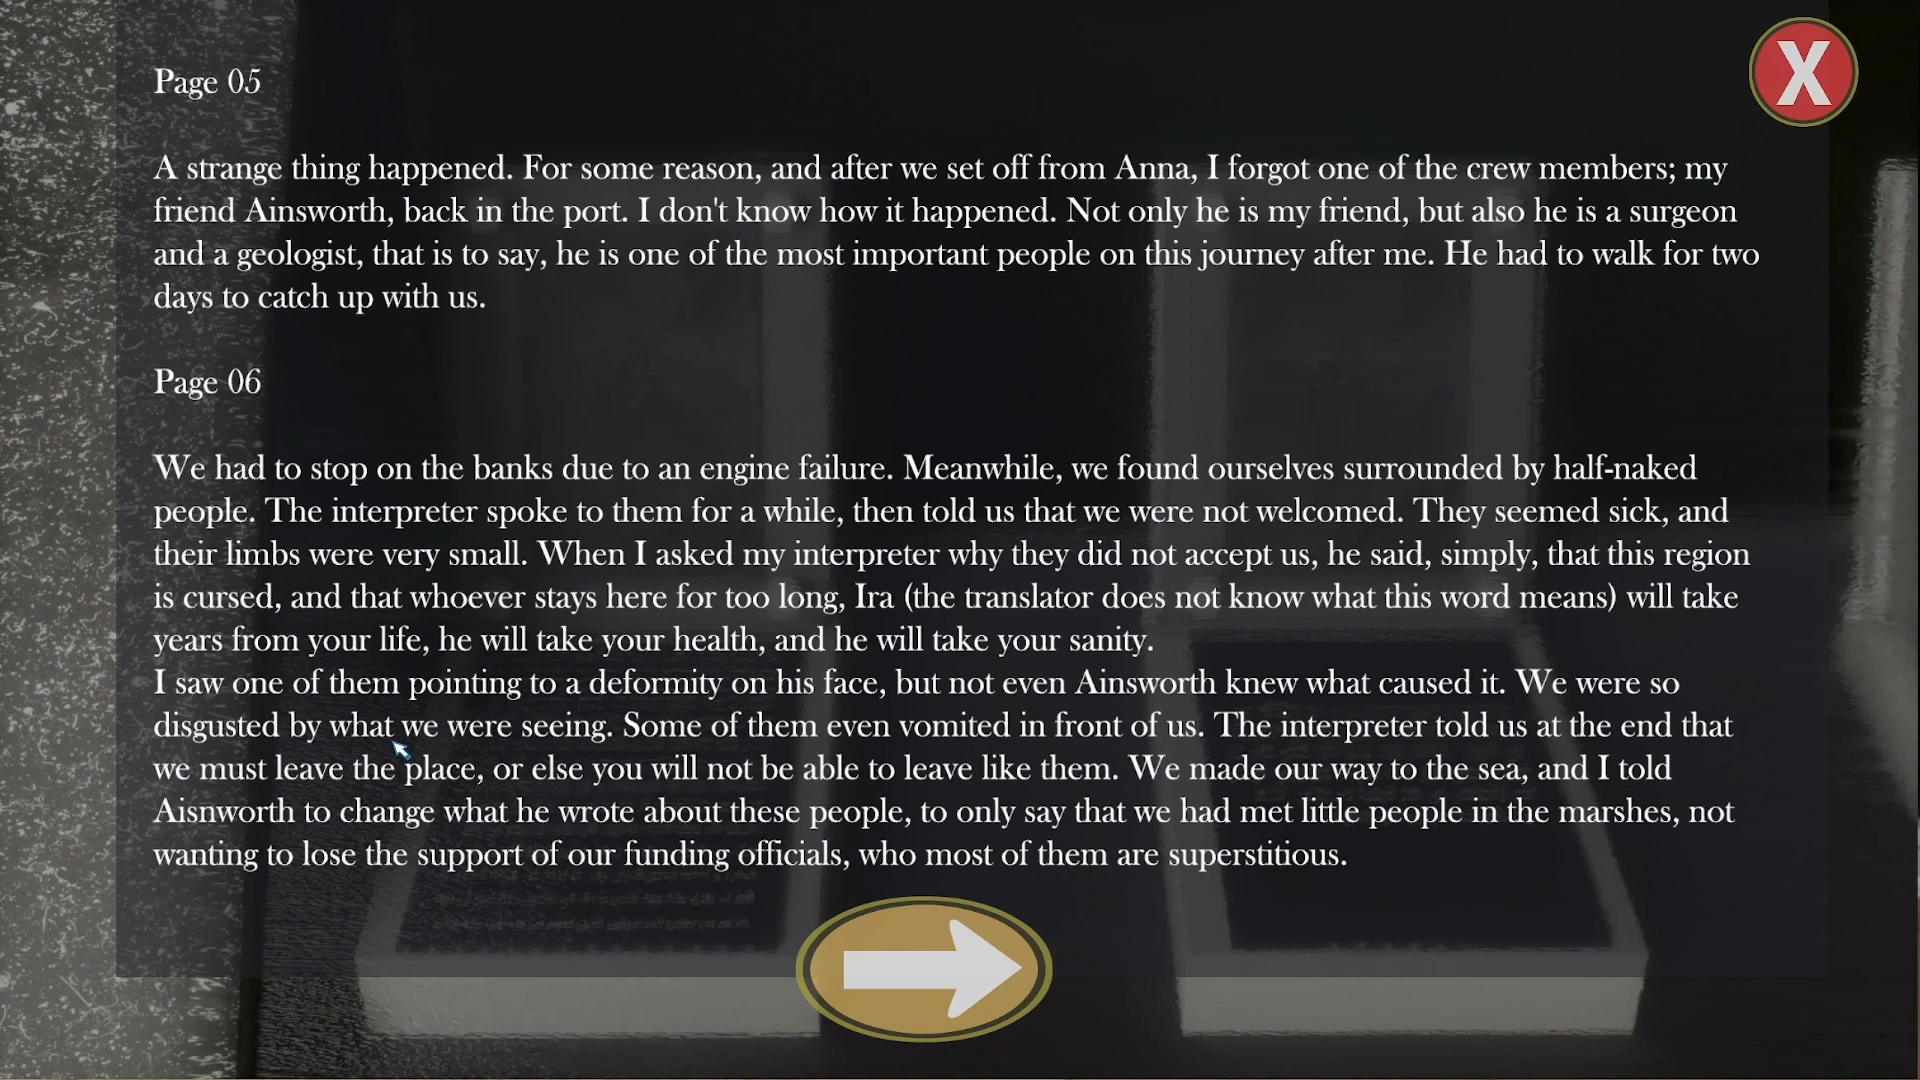 Page 05
A strange thing happened. For some reason, and after we set off from Anna, I forgot one of the crew members; my
friend Ainsworth, back in the port. I don't know how it happened. Not only he is my friend, but also he is a surgeon
and a geologist, that is to say, he is one of the most important people on this journey after me. He had to walk for two
days to catch up with us.
Page 06
We had to stop on the banks due to an engine failure. Meanwhile, we found ourselves surrounded by half-naked
people. The interpreter spoke to them for a while, then told us that we were not welcomed. They seemed sick, and
their limbs were very small. When I asked my interpreter why they did not accept us, he said, simply, that this region
is cursed, and that whoever stays here for too long, Ira (the translator does not know what this word means) will take
years from your life, he will take your health, and he will take your sanity.
I saw one of them pointing to a deformity on his face, but not even Ainsworth knew what caused it. We were so
disgusted by what we were seeing. Some of them even vomited in front of us. The interpreter told us at the end that
we must leave the place, or else you will not be able to leave like them. We made our way to the sea, and I told
Aisnworth to change what he wrote about these people, to only say that we had met little people in the marshes, not
wanting to lose the support of our funding officials, who most of them are superstitious.
X